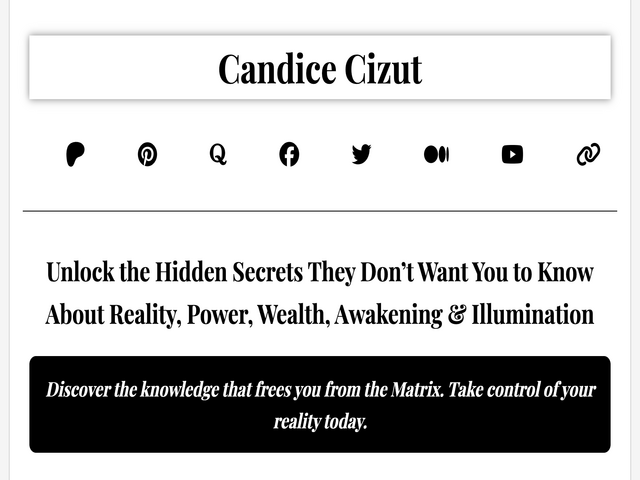 Candice Cizut
Unlock the Hidden Secrets They Don’t Want You to Know
About Reality, Power, Wealth, Awakening & Illumination
Discover the knowledge that frees you from the Matrix. Take control of your
reality today.